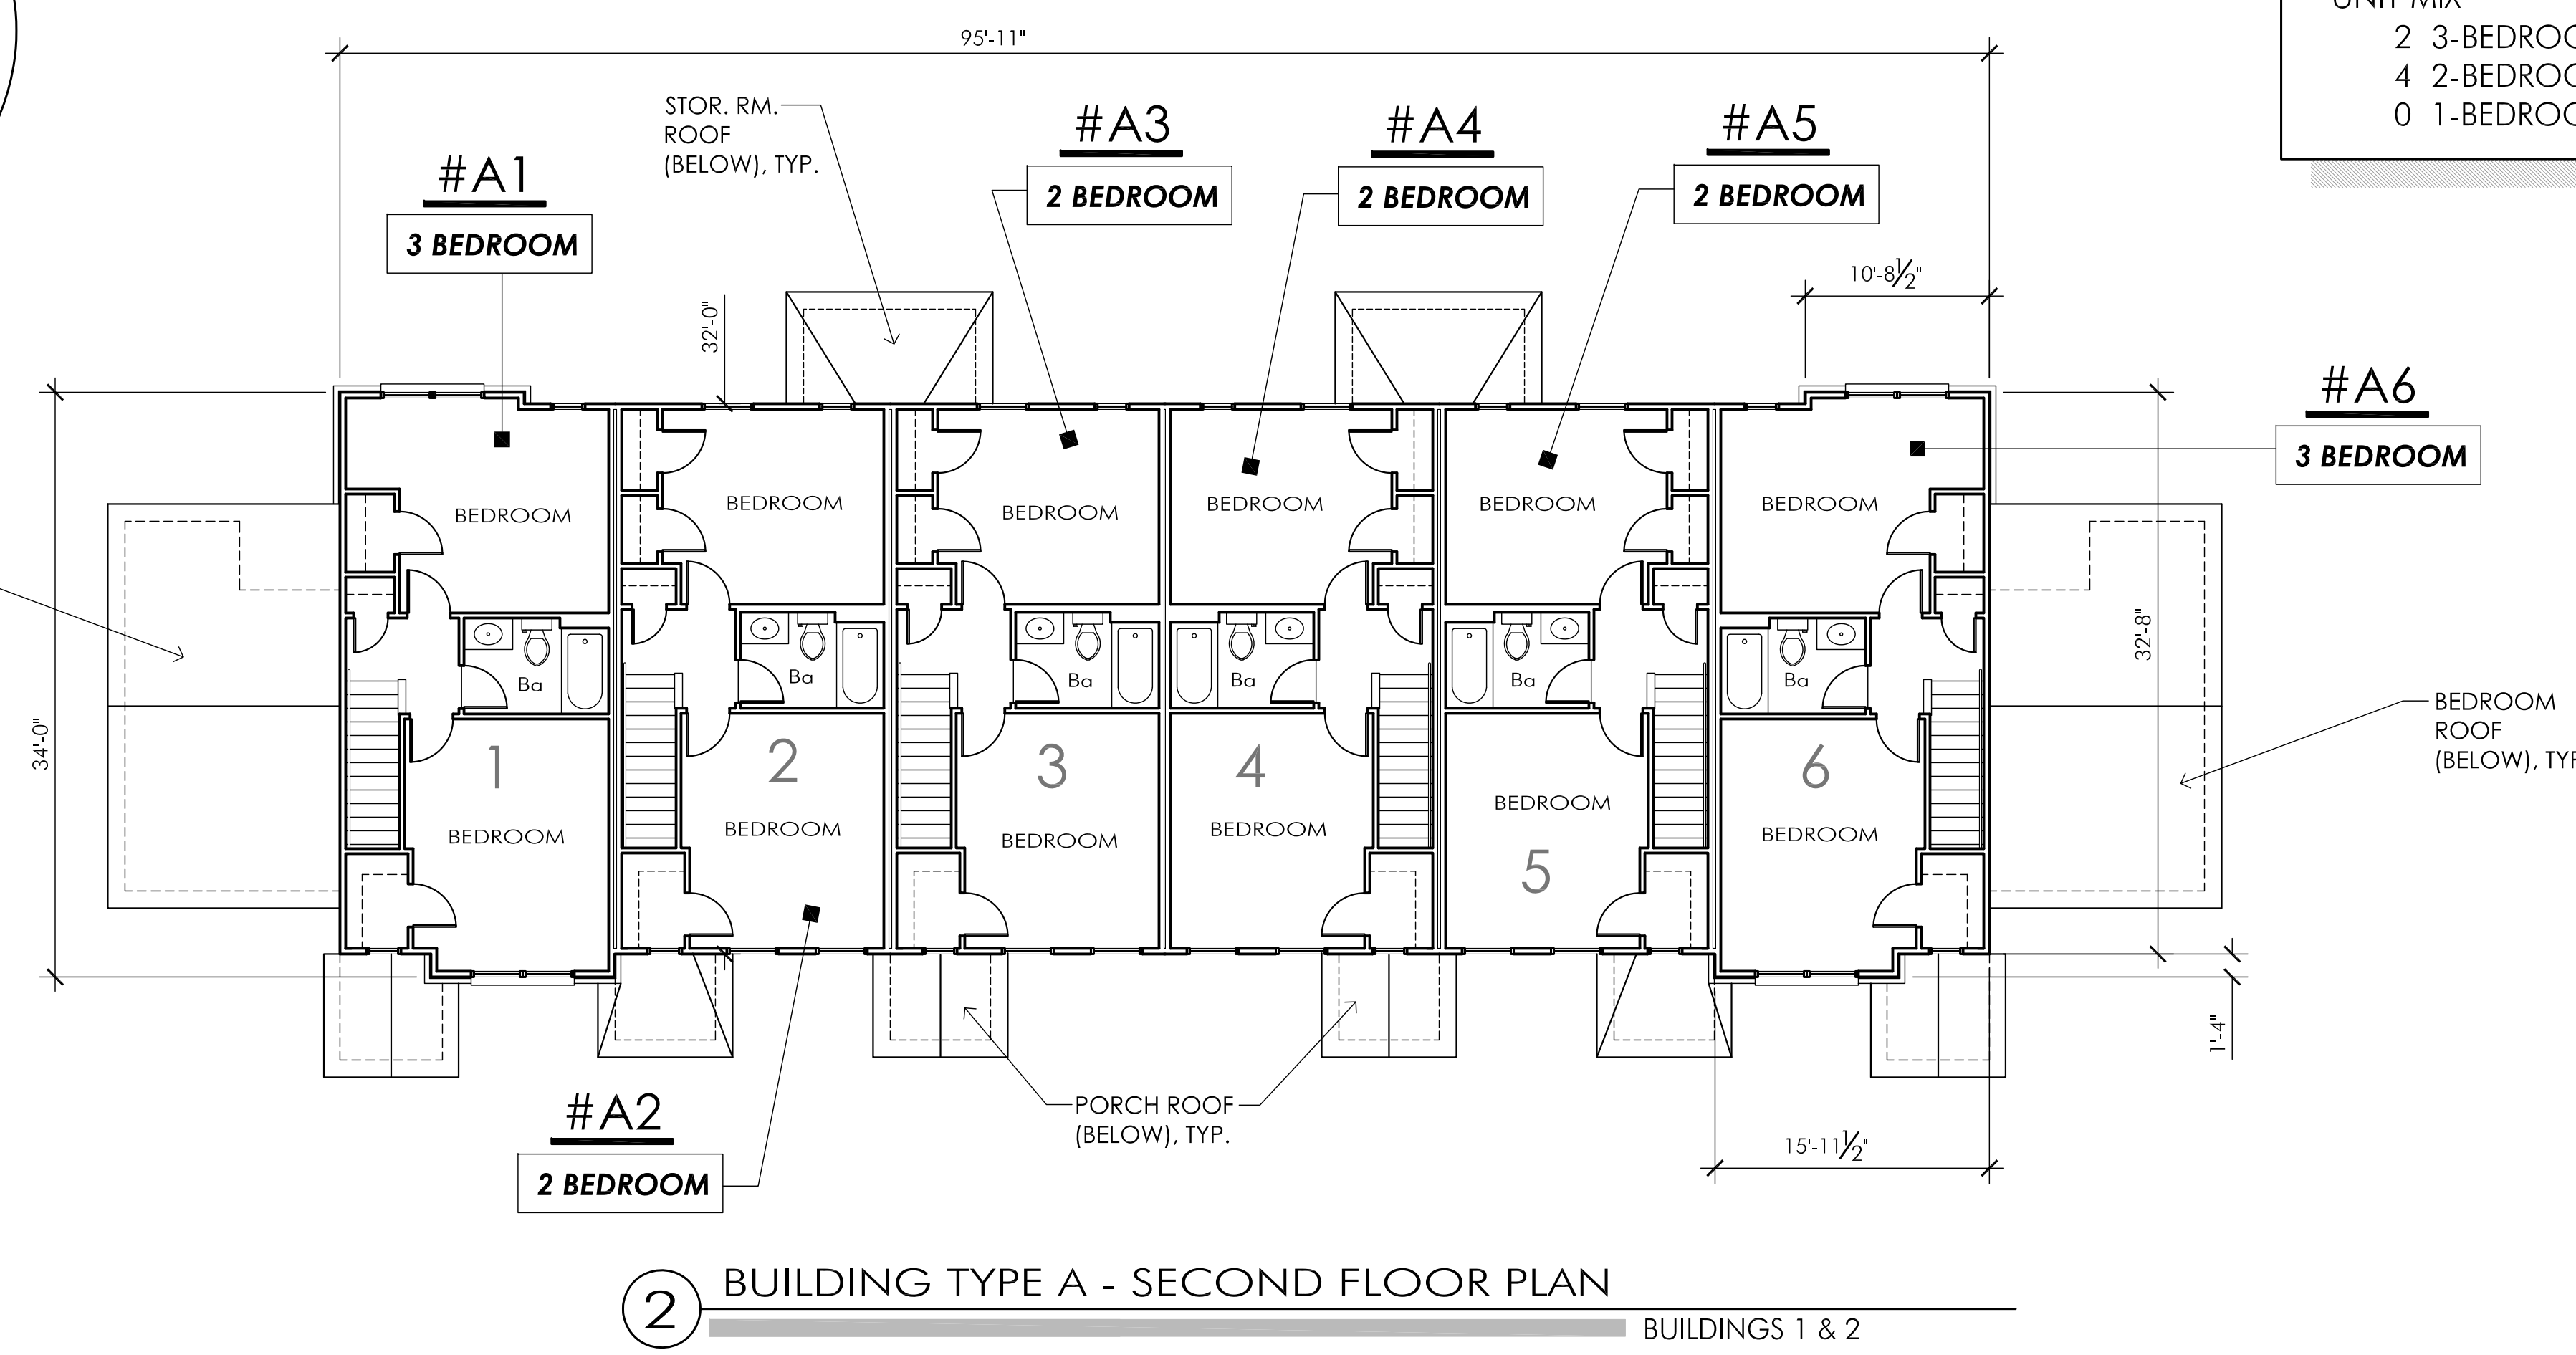 UNIT MIX
2 3-BEDROO
4 2-BEDROO
0 1-BEDROO
95'-11"
STOR. RM.
ROOF
(BELOW), TYP.
#A1
3 BEDROOM
#A3
2 BEDROOM
#A4
2 BEDROOM
#A5
2 BEDROOM
10'-8 1/2"
32'-0"
#A6
3 BEDROOM
BEDROOM
BEDROOM
BEDROOM
BEDROOM
BEDROOM
BEDROOM
Ba
Ba
Ba
Ba
Ba
Ba
34'-0"
32'-8"
BEDROOM
ROOF
(BELOW), TYP
1
2
3
4
5
6
BEDROOM
BEDROOM
BEDROOM
BEDROOM
BEDROOM
BEDROOM
1'-4"
#A2
2 BEDROOM
PORCH ROOF
(BELOW), TYP.
15'-11 1/2"
2
BUILDING TYPE A - SECOND FLOOR PLAN
BUILDINGS 1 & 2